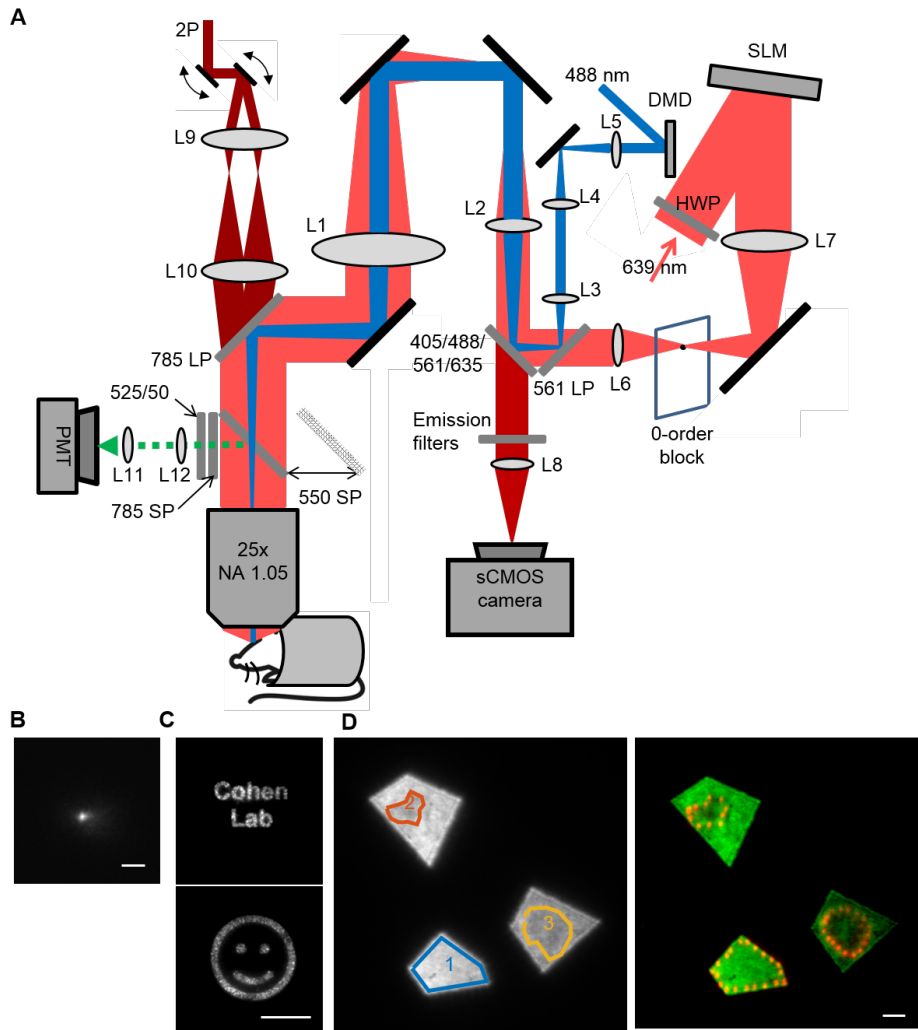 A
2P
SLM
488 nm
DMD
L5
L9
L4
HWP
L2
L1
L7
L10
639 nm
L3
405/488/
561/635
785 LP
L6
561 LP
525/50
Emission
filters
0-order
block
PMT
L11
L12
L8
550 SP
785 SP
25x
NA 1.05
sCMOS
camera
B
C
D
Cohen
Lab
2
3
1